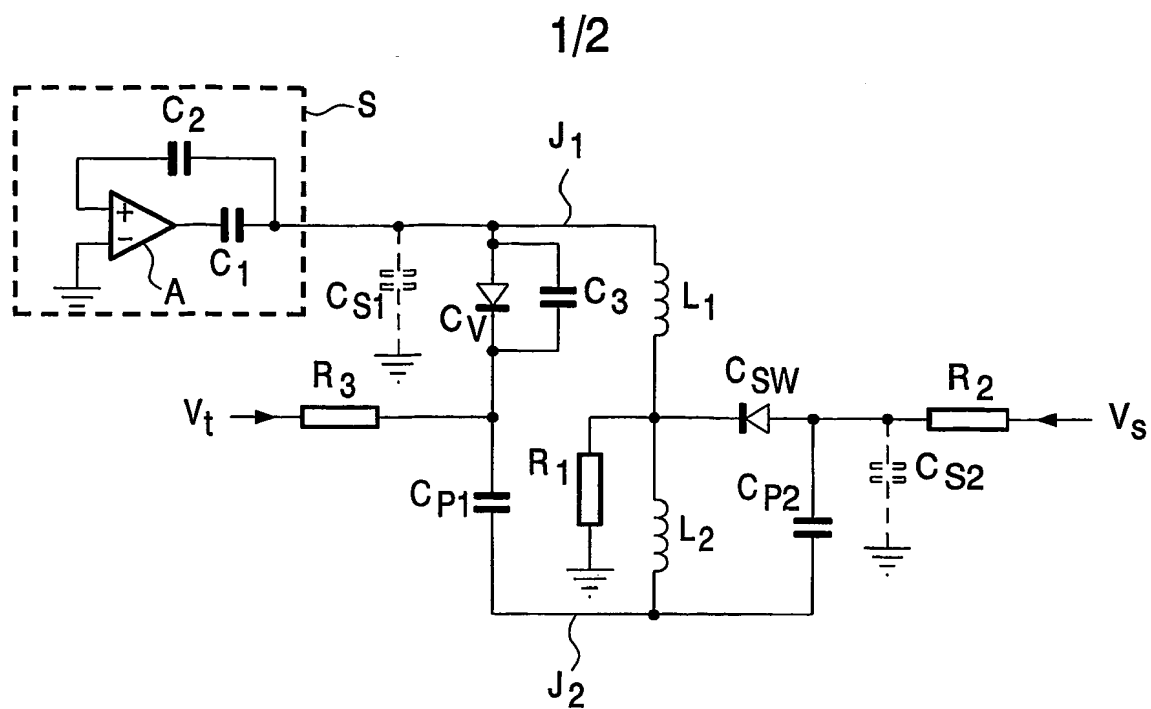 1/2
C2
S
J1
+
−
C1
A
CS1
CV
C3
L1
R3
Vt
CSW
R2
Vs
R1
CP1
L2
CP2
CS2
J2